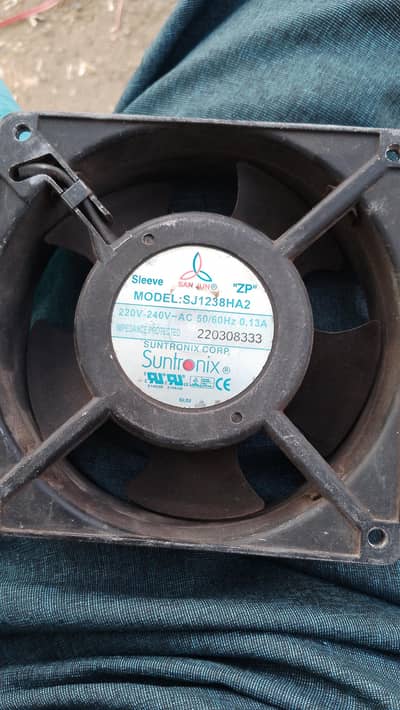 Sleeve
SAN JUN®
"ZP"
MODEL:SJ1238HA2
220V-240V~AC 50/60Hz 0.13A
IMPEDANCE PROTECTED
220308333
SUNTRONIX CORP.
Suntronix®
CE